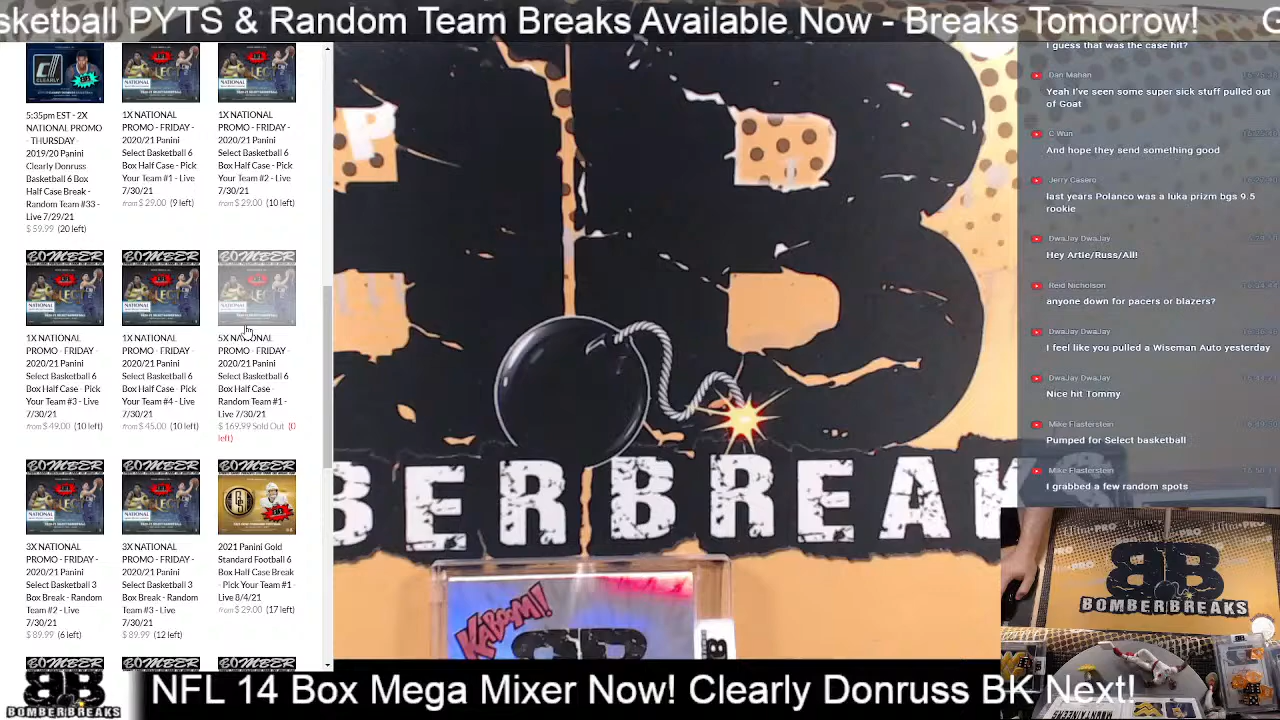 sketball PYTS & Random Team Breaks Available Now - Breaks Tomorrow!
5:35pm EST - 2X
NATIONAL PROMO
- THURSDAY -
2019/20 Panini
Clearly Donruss
Basketball 6 Box
Half Case Break -
Random Team #33 -
Live 7/29/21
$ 59.99 (20 left)
1X NATIONAL
PROMO - FRIDAY -
2020/21 Panini
Select Basketball 6
Box Half Case - Pick
Your Team #1 - Live
7/30/21
from $ 29.00 (9 left)
1X NATIONAL
PROMO - FRIDAY -
2020/21 Panini
Select Basketball 6
Box Half Case - Pick
Your Team #2 - Live
7/30/21
from $ 29.00 (10 left)
BOMBER
BOMBER
BOMBER
1X NATIONAL
PROMO - FRIDAY -
2020/21 Panini
Select Basketball 6
Box Half Case - Pick
Your Team #3 - Live
7/30/21
from $ 49.00 (10 left)
1X NATIONAL
PROMO - FRIDAY -
2020/21 Panini
Select Basketball 6
Box Half Case - Pick
Your Team #4 - Live
7/30/21
from $ 45.00 (10 left)
5X NATIONAL
PROMO - FRIDAY -
2020/21 Panini
Select Basketball 6
Box Half Case -
Random Team #1 -
Live 7/30/21
$ 169.99 Sold Out (0
left)
3X NATIONAL
PROMO - FRIDAY -
2020/21 Panini
Select Basketball 3
Box Break - Random
Team #2 - Live
7/30/21
$ 89.99 (6 left)
3X NATIONAL
PROMO - FRIDAY -
2020/21 Panini
Select Basketball 3
Box Break - Random
Team #3 - Live
7/30/21
$ 89.99 (12 left)
2021 Panini Gold
Standard Football 6
Box Half Case Break
- Pick Your Team #1 -
Live 8/4/21
from $ 29.00 (17 left)
BER BREAK
KABOOM!
I guess that was the case hit?
Dan Mahan
Yeah I've seen some super sick stuff pulled out
of Goat
C Wun
And hope they send something good
Jerry Casero
last years Polanco was a luka prizm bgs 9.5
rookie
DwaJay DwaJay
Hey Artie/Russ/All!
Reid Nicholson
anyone down for pacers or blazers?
DwaJay DwaJay
I feel like you pulled a Wiseman Auto yesterday
DwaJay DwaJay
Nice hit Tommy
Mike Flasterstein
Pumped for Select basketball
Mike Flasterstein
I grabbed a few random spots
BOMBER BREAKS
BOMBERBREAKS
NFL 14 Box Mega Mixer Now! Clearly Donruss BK Next!